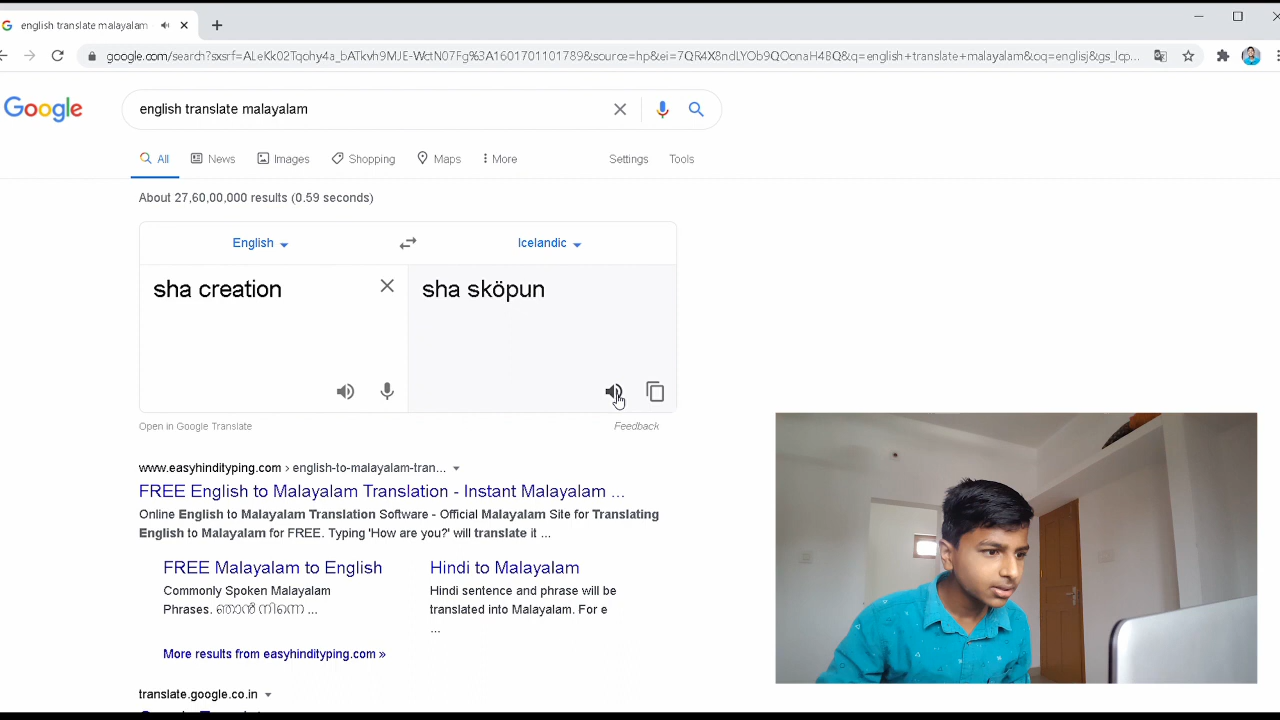 english translate malayalam
google.com/search?sxsrf=ALeKk02Tqohy4a_bATkvh9MJE-WctN07Fg%3A1601701101789&source=hp&ei=7QR4X8ndLYOb9QOonaH4BQ&q=english+translate+malayalam&oq=englisj&gs_lcp...
Google
english translate malayalam
All News Images Shopping Maps More Settings Tools
About 27,60,00,000 results (0.59 seconds)
English Icelandic
sha creation sha sköpun
Open in Google Translate Feedback
www.easyhindityping.com › english-to-malayalam-tran...
FREE English to Malayalam Translation - Instant Malayalam ...
Online English to Malayalam Translation Software - Official Malayalam Site for Translating
English to Malayalam for FREE. Typing 'How are you?' will translate it ...
FREE Malayalam to English Hindi to Malayalam
Commonly Spoken Malayalam Hindi sentence and phrase will be
Phrases. ഞാൻ നിന്നെ ... translated into Malayalam. For e
...
More results from easyhindityping.com »
translate.google.co.in